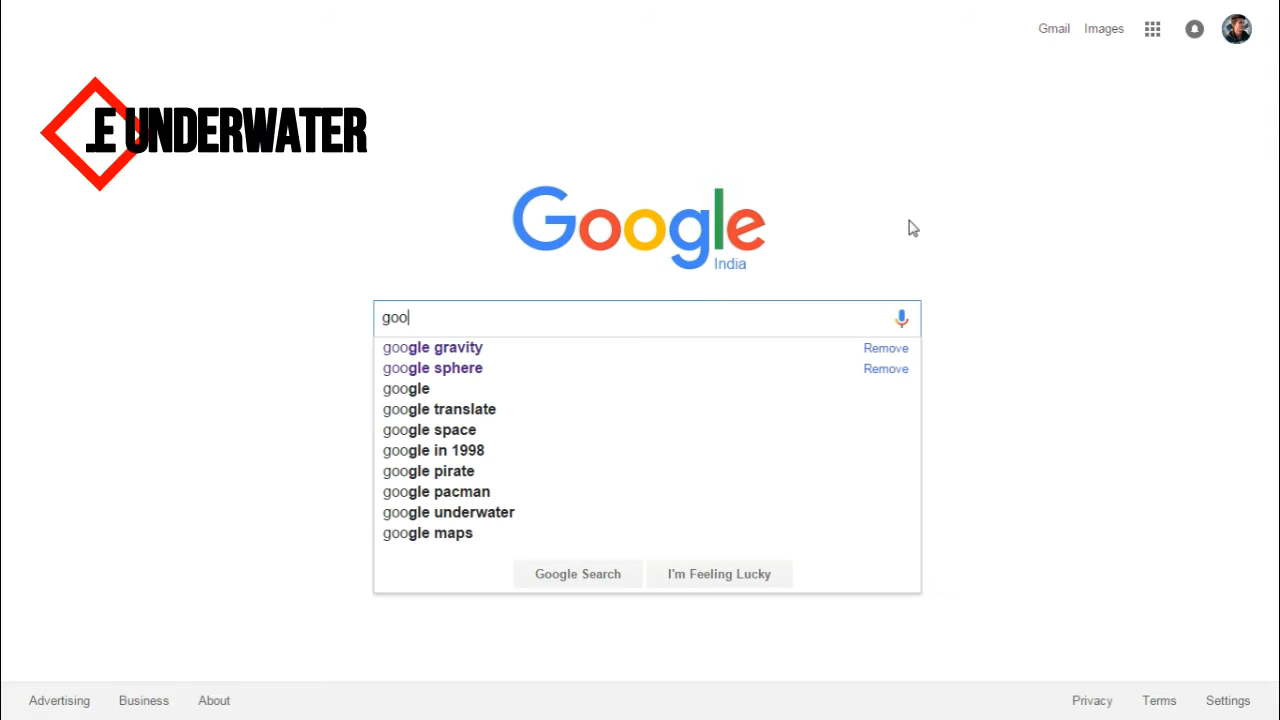 Gmail Images
.E UNDERWATER
Google
India
goo
google gravity Remove
google sphere Remove
google
google translate
google space
google in 1998
google pirate
google pacman
google underwater
google maps
Google Search I'm Feeling Lucky
Advertising Business About Privacy Terms Settings